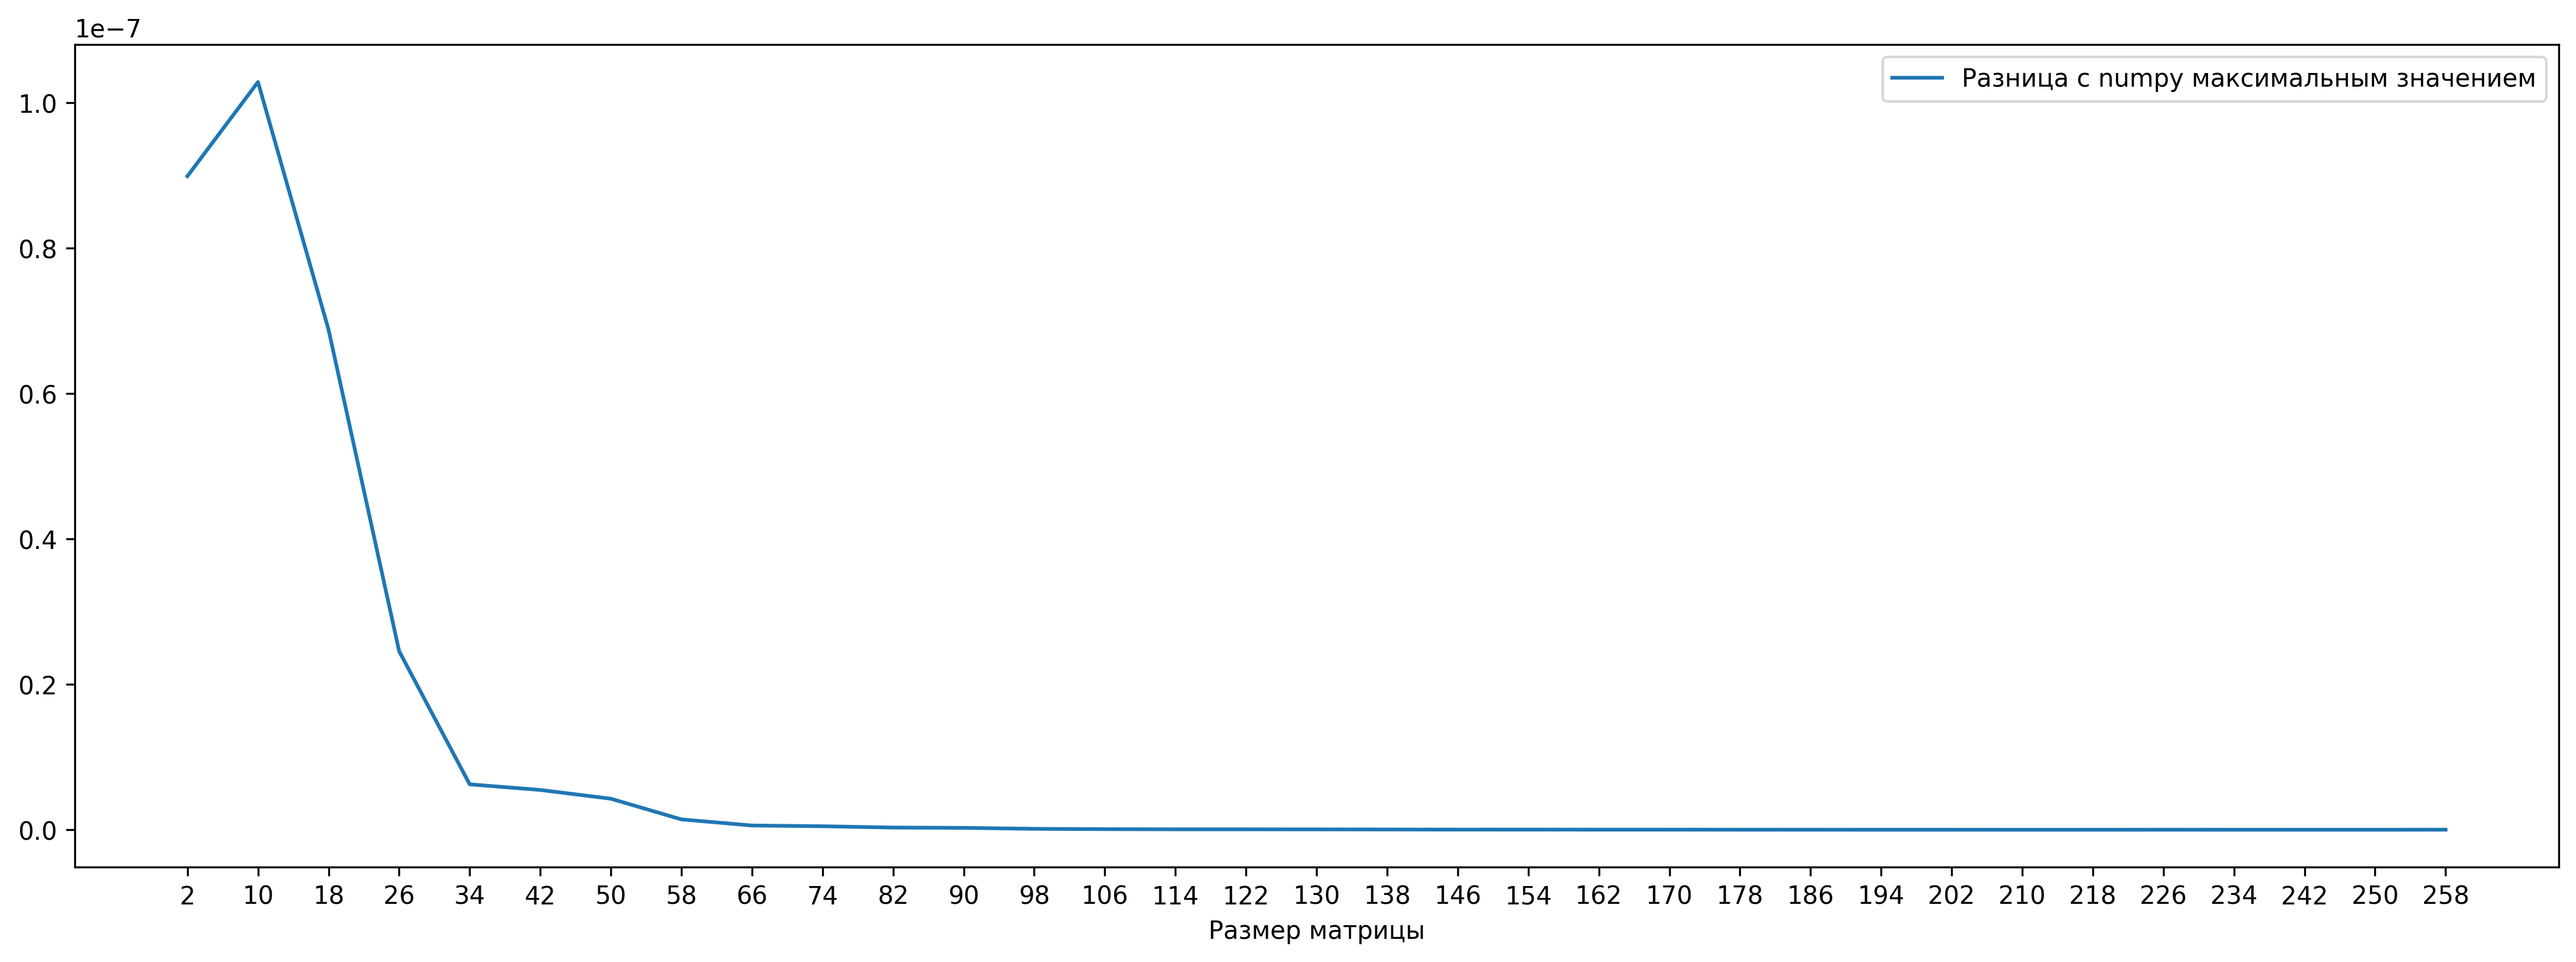 1e−7
Разница с numpy максимальным значением
1.0
0.8
0.6
0.4
0.2
0.0
2 10 18 26 34 42 50 58 66 74 82 90 98 106 114 122 130 138 146 154 162 170 178 186 194 202 210 218 226 234 242 250 258
Размер матрицы